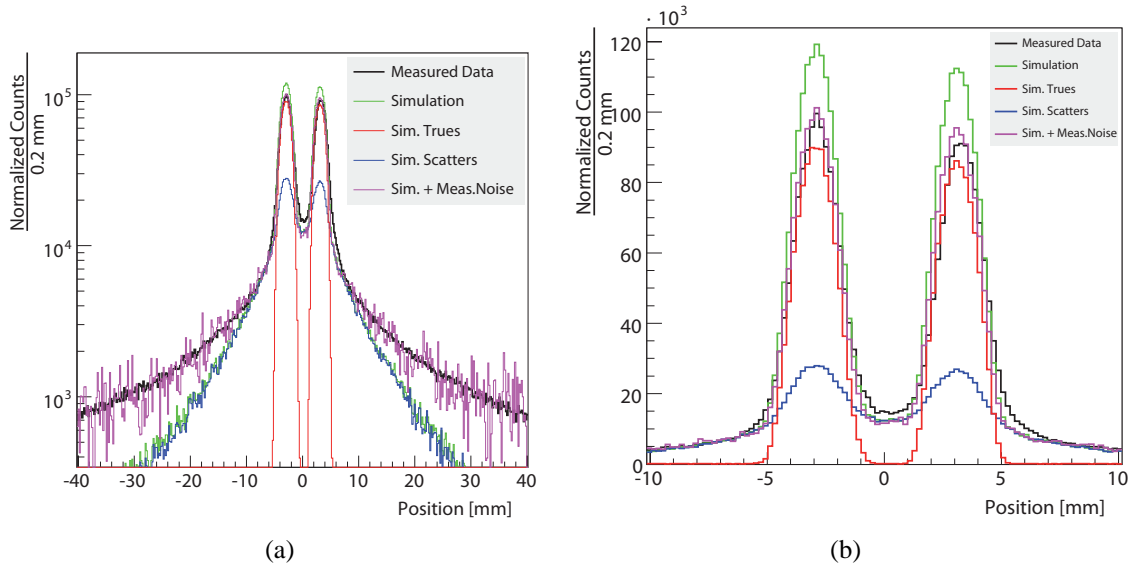 Normalized Counts
0.2 mm
10^5
10^4
10^3
Measured Data
Simulation
Sim. Trues
Sim. Scatters
Sim. + Meas.Noise
-40 -30 -20 -10 0 10 20 30 40
Position [mm]
(a)
· 10^3
Normalized Counts
0.2 mm
120
100
80
60
40
20
0
Measured Data
Simulation
Sim. Trues
Sim. Scatters
Sim. + Meas.Noise
-10 -5 0 5 10
Position [mm]
(b)